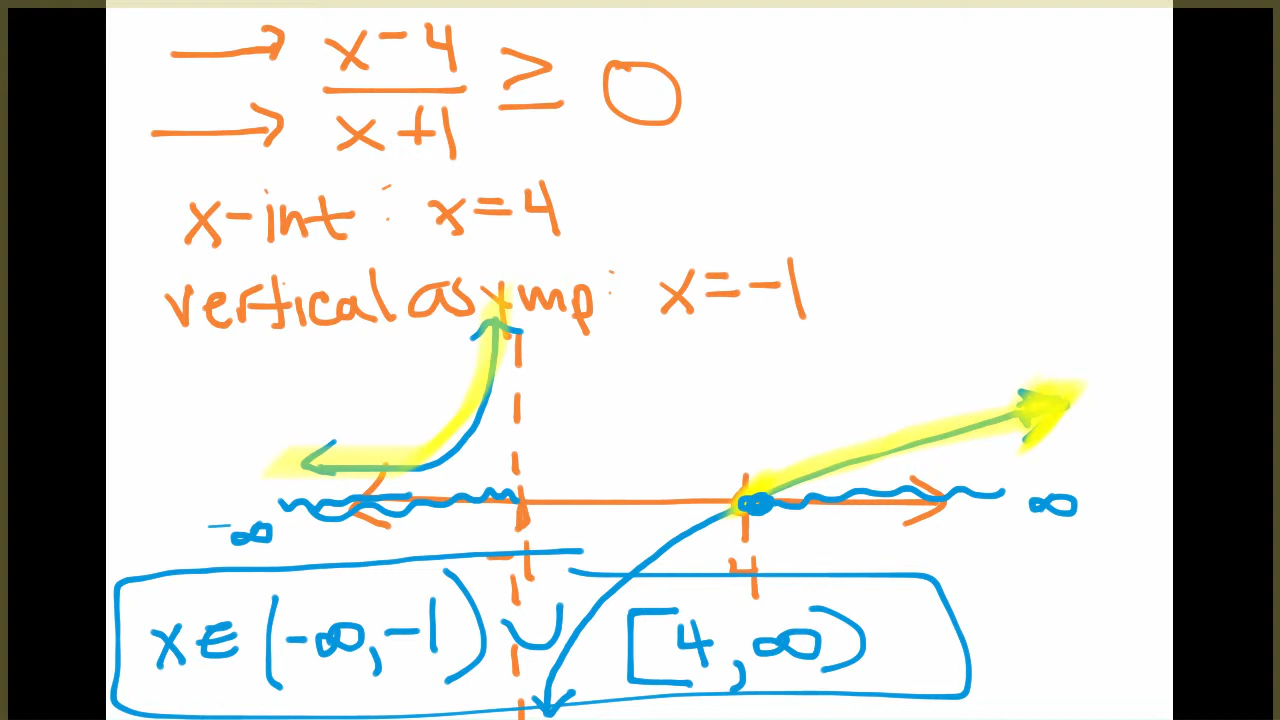 x-4
x+1
≥ 0
x-int: x=4
vertical asymp: x=-1
-∞
∞
-1
4
x∈(-∞,-1)∪[4,∞)